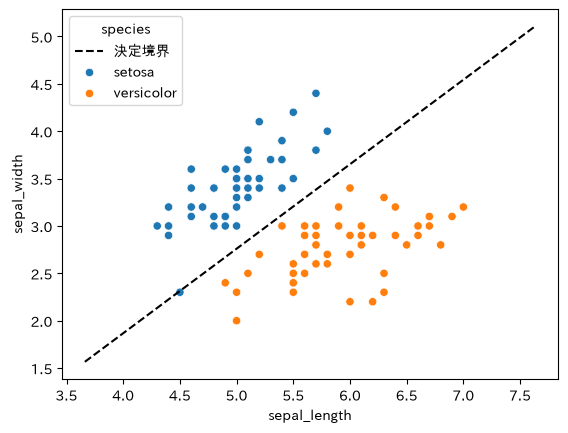 species
決定境界
setosa
versicolor
sepal_width
5.0
4.5
4.0
3.5
3.0
2.5
2.0
1.5
3.5 4.0 4.5 5.0 5.5 6.0 6.5 7.0 7.5
sepal_length